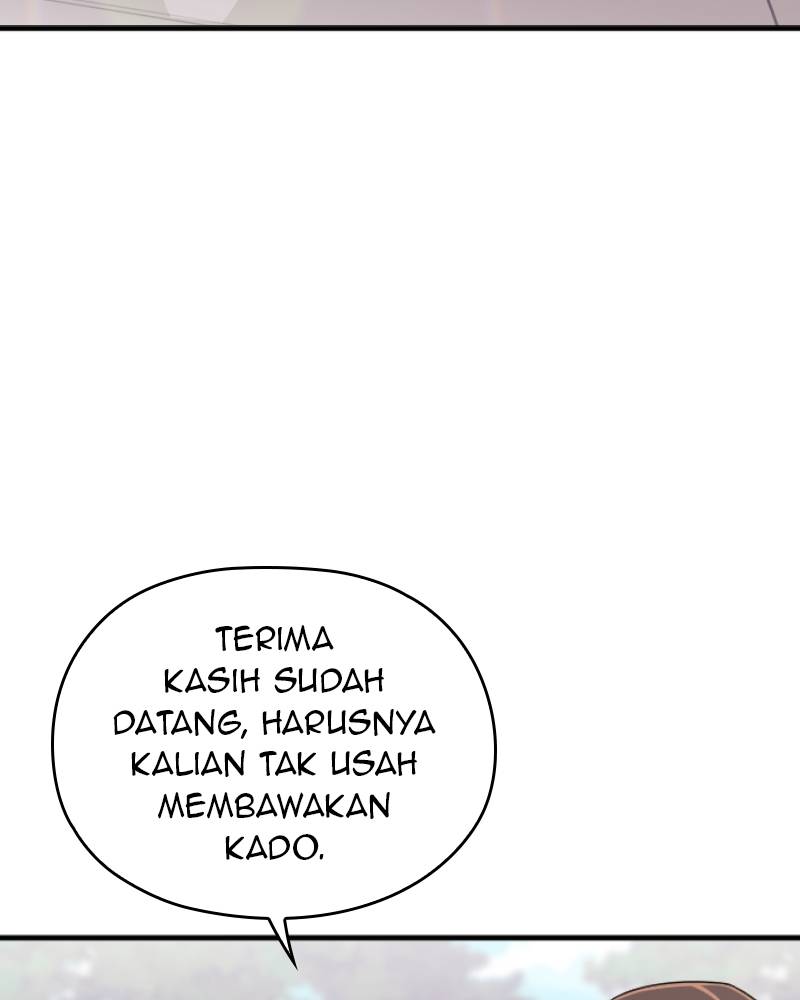 TERIMA
KASIH SUDAH
DATANG, HARUSNYA
KALIAN TAK USAH
MEMBAWAKAN
KADO.